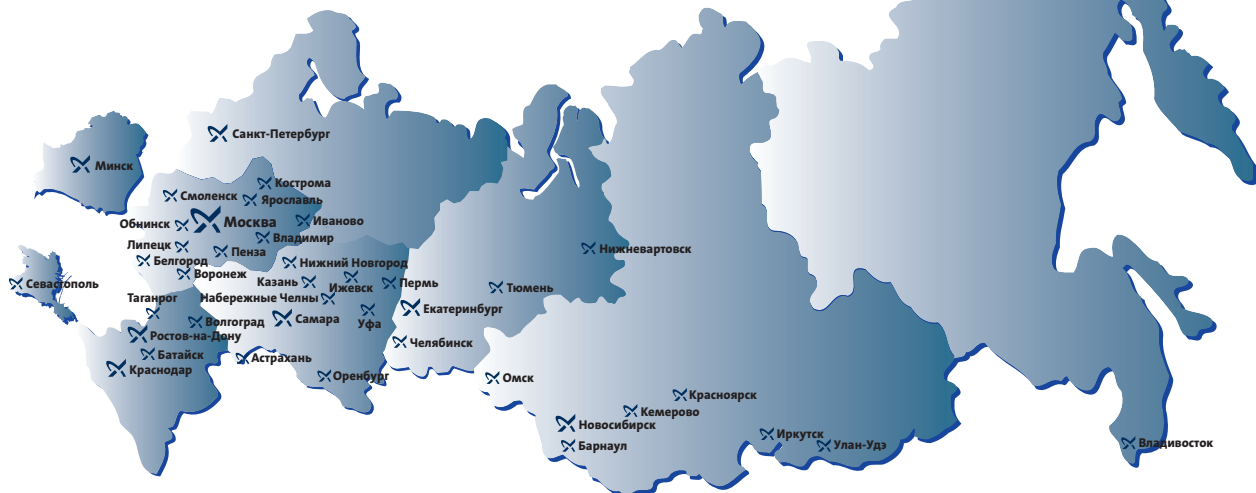 Санкт-Петербург
Минск
Кострома
Смоленск
Ярославль
Обнинск
Москва
Иваново
Владимир
Липецк
Пенза
Нижневартовск
Белгород
Нижний Новгород
Воронеж
Севастополь
Казань
Ижевск
Пермь
Тюмень
Таганрог
Набережные Челны
Екатеринбург
Волгоград
Самара
Уфа
Ростов-на-Дону
Челябинск
Батайск
Астрахань
Краснодар
Оренбург
Омск
Красноярск
Кемерово
Новосибирск
Иркутск
Владивосток
Барнаул
Улан-Удэ